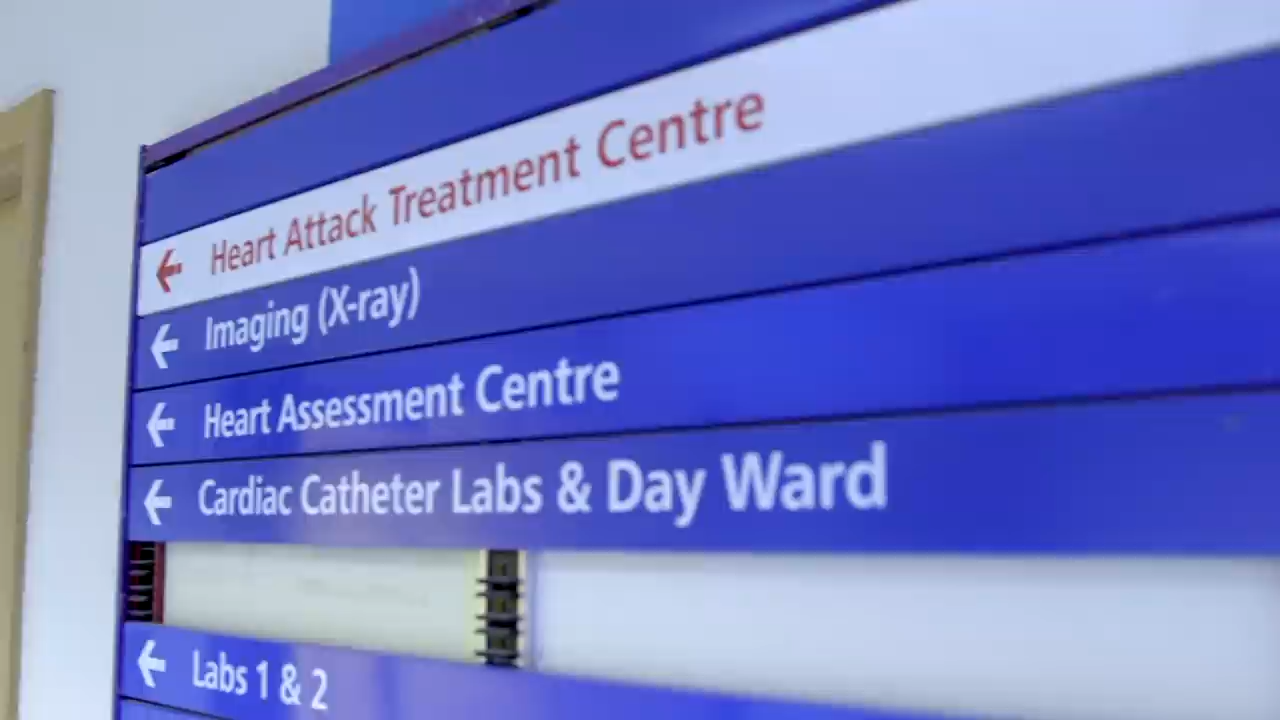 ← Heart Attack Treatment Centre
← Imaging (X-ray)
← Heart Assessment Centre
← Cardiac Catheter Labs & Day Ward
← Labs 1 & 2